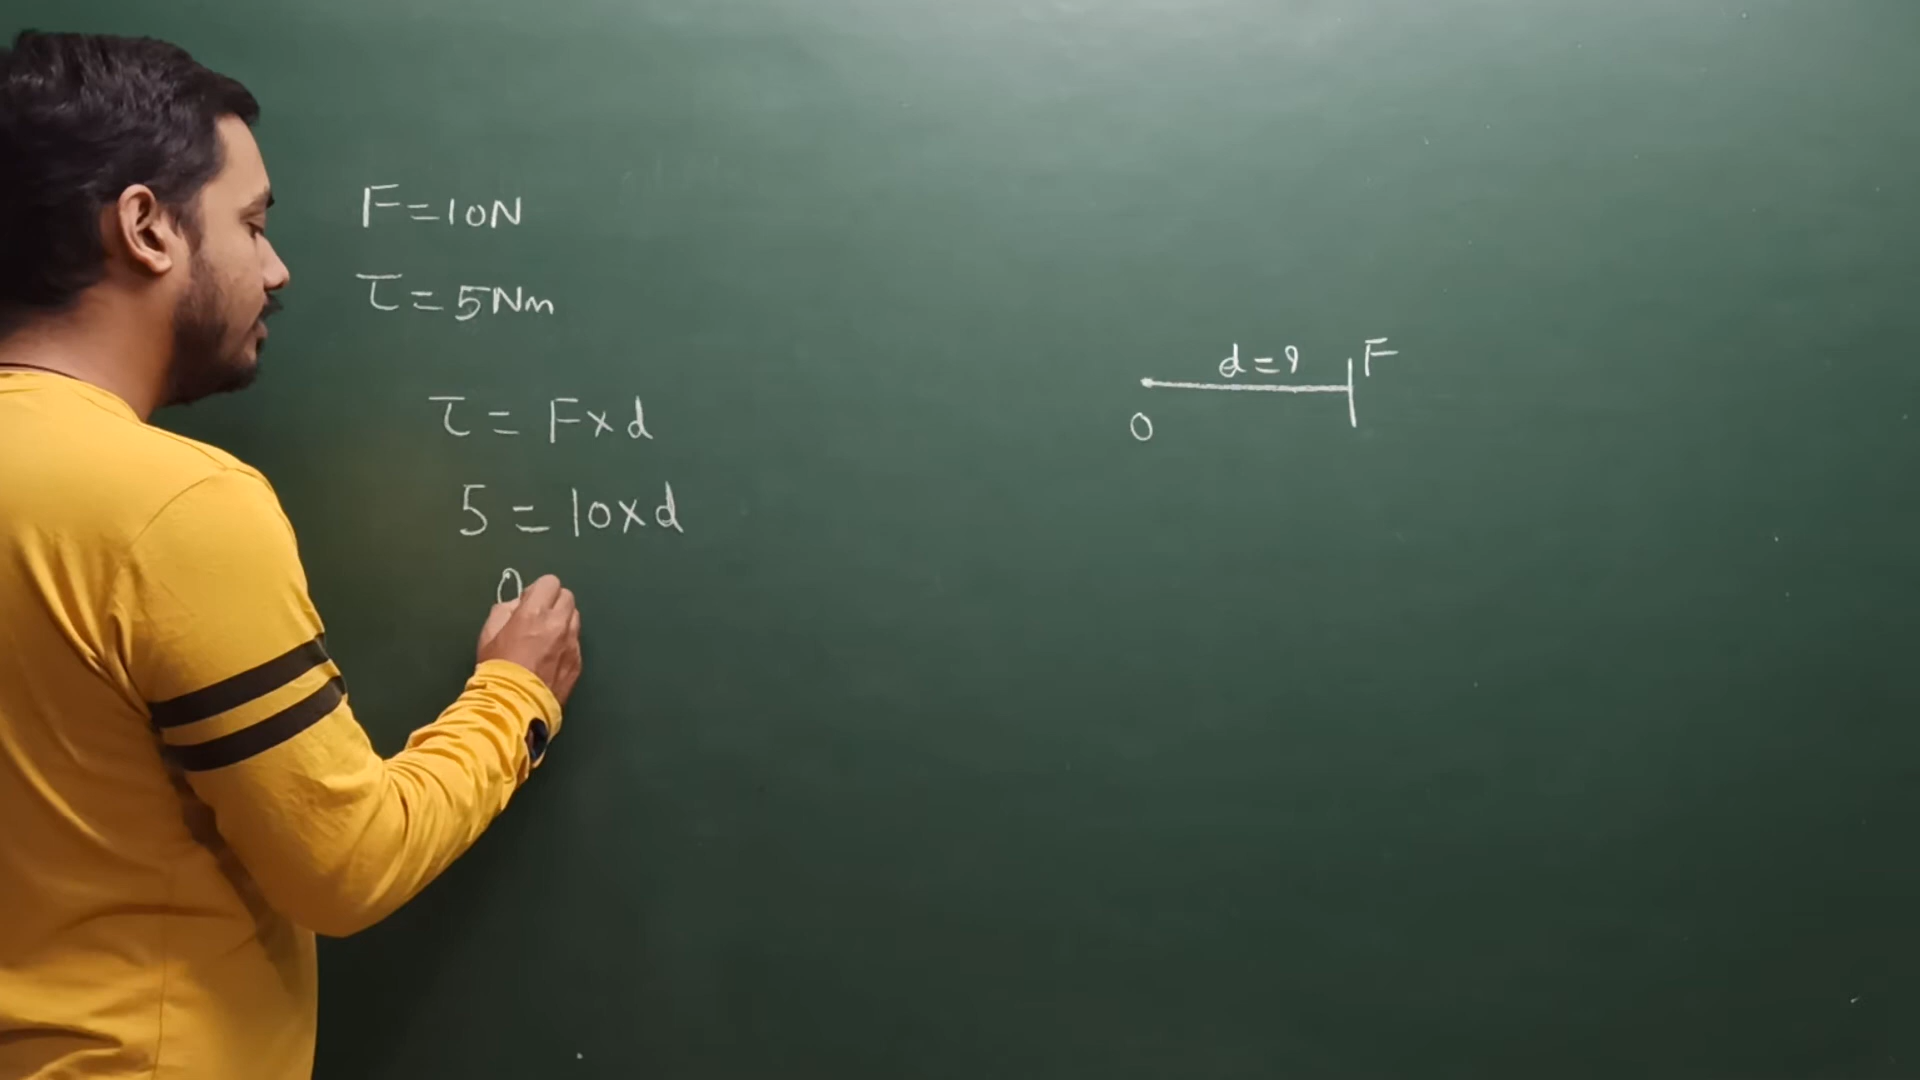 F=10N
τ=5Nm
τ = F×d
5 = 10×d
0
d=?
F
O